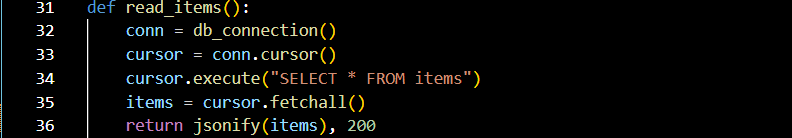 31 def read_items():
32 conn = db_connection()
33 cursor = conn.cursor()
34 cursor.execute("SELECT * FROM items")
35 items = cursor.fetchall()
36 return jsonify(items), 200